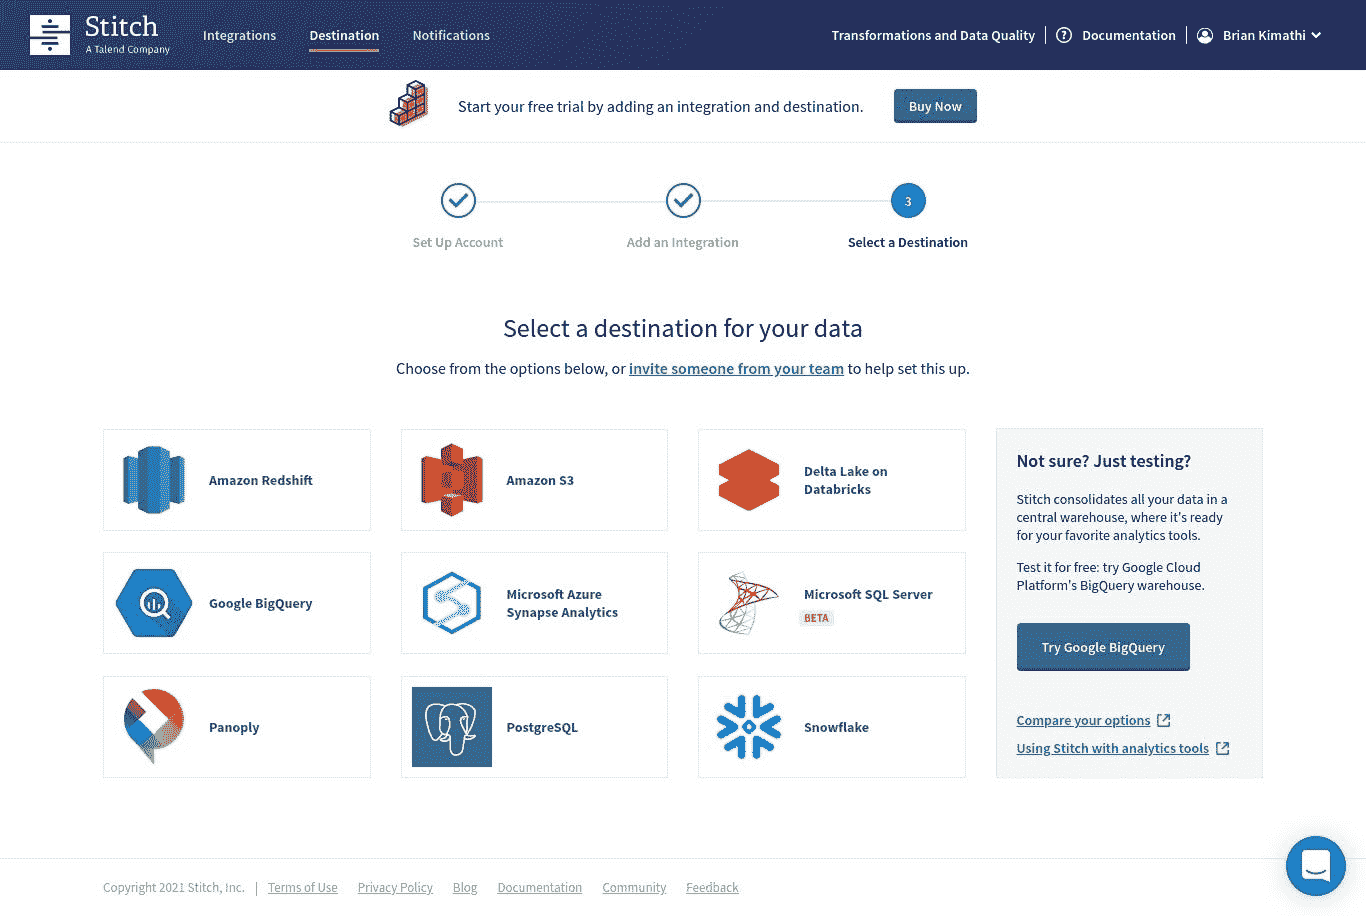 Stitch
A Talend Company
Integrations
Destination
Notifications
Transformations and Data Quality
Documentation
Brian Kimathi
Start your free trial by adding an integration and destination.
Buy Now
3
Set Up Account
Add an Integration
Select a Destination
Select a destination for your data
Choose from the options below, or invite someone from your team to help set this up.
Amazon Redshift
Amazon S3
Delta Lake on
Databricks
Google BigQuery
Microsoft Azure
Synapse Analytics
Microsoft SQL Server
BETA
Panoply
PostgreSQL
Snowflake
Not sure? Just testing?
Stitch consolidates all your data in a
central warehouse, where it's ready
for your favorite analytics tools.
Test it for free: try Google Cloud
Platform's BigQuery warehouse.
Try Google BigQuery
Compare your options
Using Stitch with analytics tools
Copyright 2021 Stitch, Inc. | Terms of Use Privacy Policy Blog Documentation Community Feedback